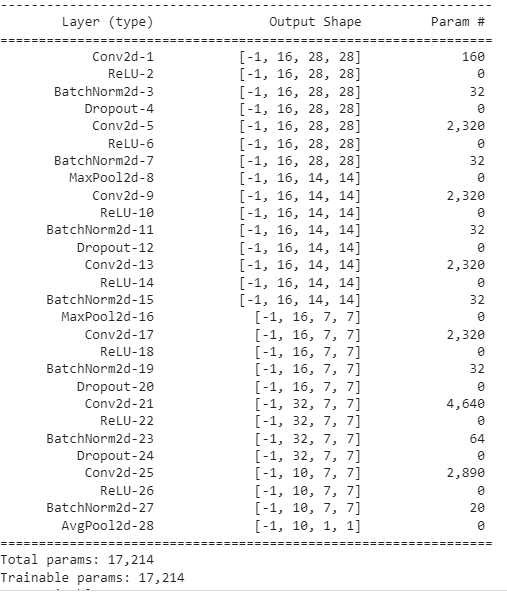 ----------------------------------------------------------------
        Layer (type)               Output Shape         Param #
================================================================
            Conv2d-1           [-1, 16, 28, 28]             160
              ReLU-2           [-1, 16, 28, 28]               0
       BatchNorm2d-3           [-1, 16, 28, 28]              32
           Dropout-4           [-1, 16, 28, 28]               0
            Conv2d-5           [-1, 16, 28, 28]           2,320
              ReLU-6           [-1, 16, 28, 28]               0
       BatchNorm2d-7           [-1, 16, 28, 28]              32
         MaxPool2d-8           [-1, 16, 14, 14]               0
            Conv2d-9           [-1, 16, 14, 14]           2,320
             ReLU-10           [-1, 16, 14, 14]               0
      BatchNorm2d-11           [-1, 16, 14, 14]              32
          Dropout-12           [-1, 16, 14, 14]               0
           Conv2d-13           [-1, 16, 14, 14]           2,320
             ReLU-14           [-1, 16, 14, 14]               0
      BatchNorm2d-15           [-1, 16, 14, 14]              32
        MaxPool2d-16             [-1, 16, 7, 7]               0
           Conv2d-17             [-1, 16, 7, 7]           2,320
             ReLU-18             [-1, 16, 7, 7]               0
      BatchNorm2d-19             [-1, 16, 7, 7]              32
          Dropout-20             [-1, 16, 7, 7]               0
           Conv2d-21             [-1, 32, 7, 7]           4,640
             ReLU-22             [-1, 32, 7, 7]               0
      BatchNorm2d-23             [-1, 32, 7, 7]              64
          Dropout-24             [-1, 32, 7, 7]               0
           Conv2d-25             [-1, 10, 7, 7]           2,890
             ReLU-26             [-1, 10, 7, 7]               0
      BatchNorm2d-27             [-1, 10, 7, 7]              20
        AvgPool2d-28             [-1, 10, 1, 1]               0
================================================================
Total params: 17,214
Trainable params: 17,214